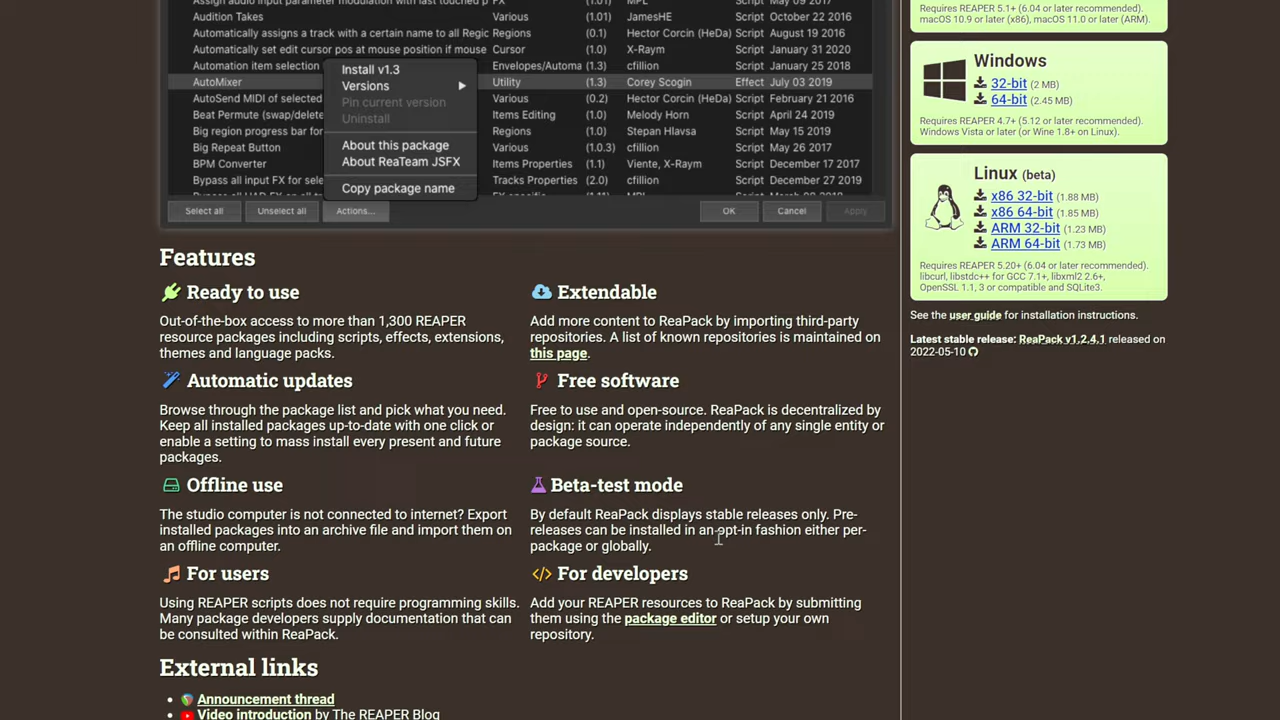 Assign audio input parameter modulation with last touched p FX (1.0) MPL Script May 09 2017
Audition Takes Various (1.01) JamesHE Script October 22 2016
Automatically assigns a track with a certain name to all Regic (0.1) Hector Corcin (HeDa) Script August 19 2016
Automatically set edit cursor pos at mouse position if mouse Cursor (1.0) X-Raym Script January 31 2020
Automation item selection Envelopes/Automa (1.0) cfillion Script January 25 2018
AutoMixer Utility (1.3) Corey Scogin Effect July 03 2019
AutoSend MIDI of selected Various (0.2) Hector Corcin (HeDa) Script February 21 2016
Beat Permute (swap/delete Items Editing (1.0) Melody Horn Script April 24 2019
Big region progress bar for Regions (1.0) Stepan Hlavsa Script May 15 2019
Big Repeat Button Various (1.0.3) cfillion Script May 26 2017
BPM Converter Items Properties (1.1) Viente, X-Raym Script December 17 2017
Bypass all input FX for sele Tracks Properties (2.0) cfillion Script December 27 2019
Install v1.3
Versions
Pin current version
Uninstall
About this package
About ReaTeam JSFX
Copy package name
Select all Unselect all Actions... OK Cancel Apply
Features
Ready to use
Out-of-the-box access to more than 1,300 REAPER
resource packages including scripts, effects, extensions,
themes and language packs.
Extendable
Add more content to ReaPack by importing third-party
repositories. A list of known repositories is maintained on
this page.
Automatic updates
Browse through the package list and pick what you need.
Keep all installed packages up-to-date with one click or
enable a setting to mass install every present and future
packages.
Free software
Free to use and open-source. ReaPack is decentralized by
design: it can operate independently of any single entity or
package source.
Offline use
The studio computer is not connected to internet? Export
installed packages into an archive file and import them on
an offline computer.
Beta-test mode
By default ReaPack displays stable releases only. Pre-
releases can be installed in an opt-in fashion either per-
package or globally.
For users
Using REAPER scripts does not require programming skills.
Many package developers supply documentation that can
be consulted within ReaPack.
For developers
Add your REAPER resources to ReaPack by submitting
them using the package editor or setup your own
repository.
External links
Announcement thread
Video introduction by The REAPER Blog
Requires REAPER 5.1+ (6.04 or later recommended).
macOS 10.9 or later (x86), macOS 11.0 or later (ARM).
Windows
32-bit (2 MB)
64-bit (2.45 MB)
Requires REAPER 4.7+ (5.12 or later recommended).
Windows Vista or later (or Wine 1.8+ on Linux).
Linux (beta)
x86 32-bit (1.88 MB)
x86 64-bit (1.85 MB)
ARM 32-bit (1.23 MB)
ARM 64-bit (1.73 MB)
Requires REAPER 5.20+ (6.04 or later recommended).
libcurl, libstdc++ for GCC 7.1+, libxml2 2.6+,
OpenSSL 1.1, 3 or compatible and SQLite3.
See the user guide for installation instructions.
Latest stable release: ReaPack v1.2.4.1 released on
2022-05-10